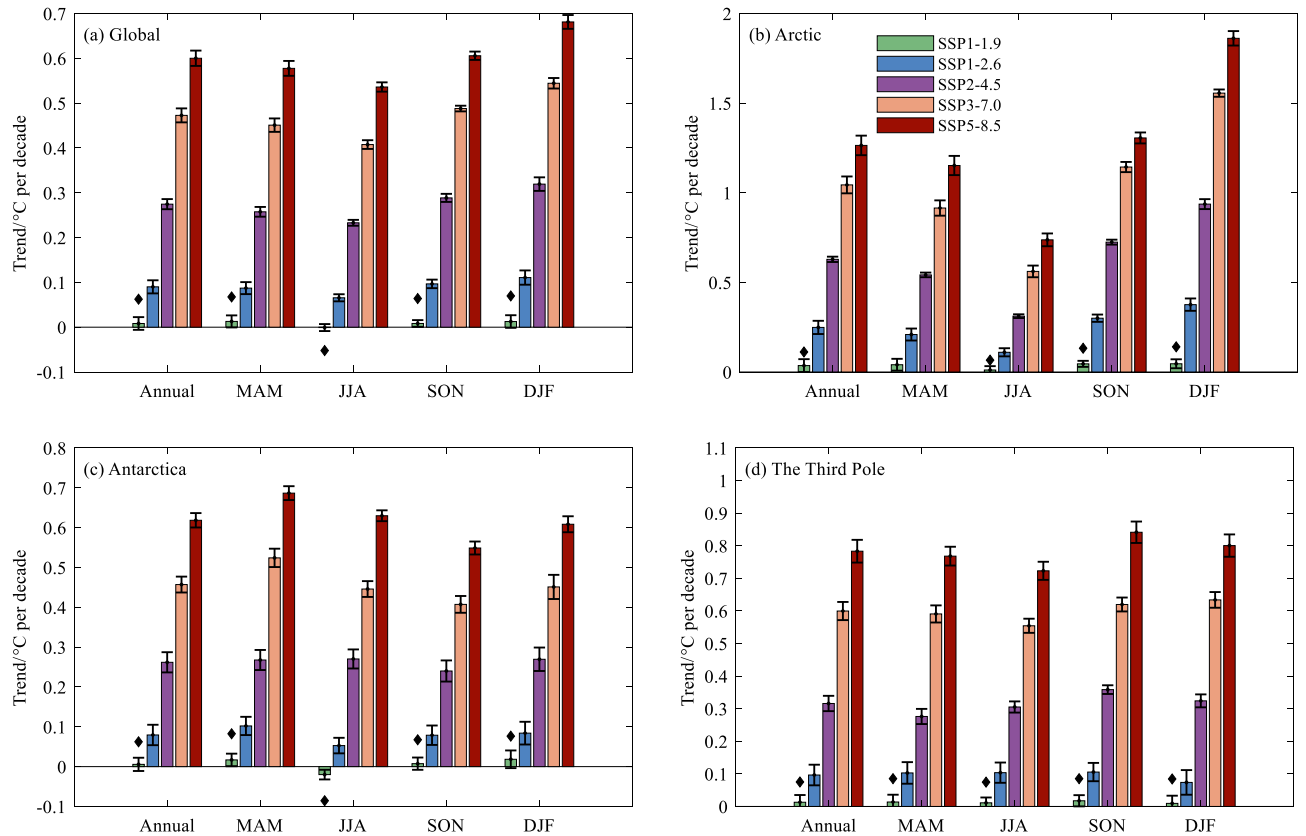 (a) Global
Trend/°C per decade
0.7
0.6
0.5
0.4
0.3
0.2
0.1
0
-0.1
Annual MAM JJA SON DJF
(b) Arctic
SSP1-1.9
SSP1-2.6
SSP2-4.5
SSP3-7.0
SSP5-8.5
Trend/°C per decade
2
1.5
1
0.5
0
Annual MAM JJA SON DJF
(c) Antarctica
Trend/°C per decade
0.8
0.7
0.6
0.5
0.4
0.3
0.2
0.1
0
-0.1
Annual MAM JJA SON DJF
(d) The Third Pole
Trend/°C per decade
1.1
1
0.9
0.8
0.7
0.6
0.5
0.4
0.3
0.2
0.1
0
Annual MAM JJA SON DJF